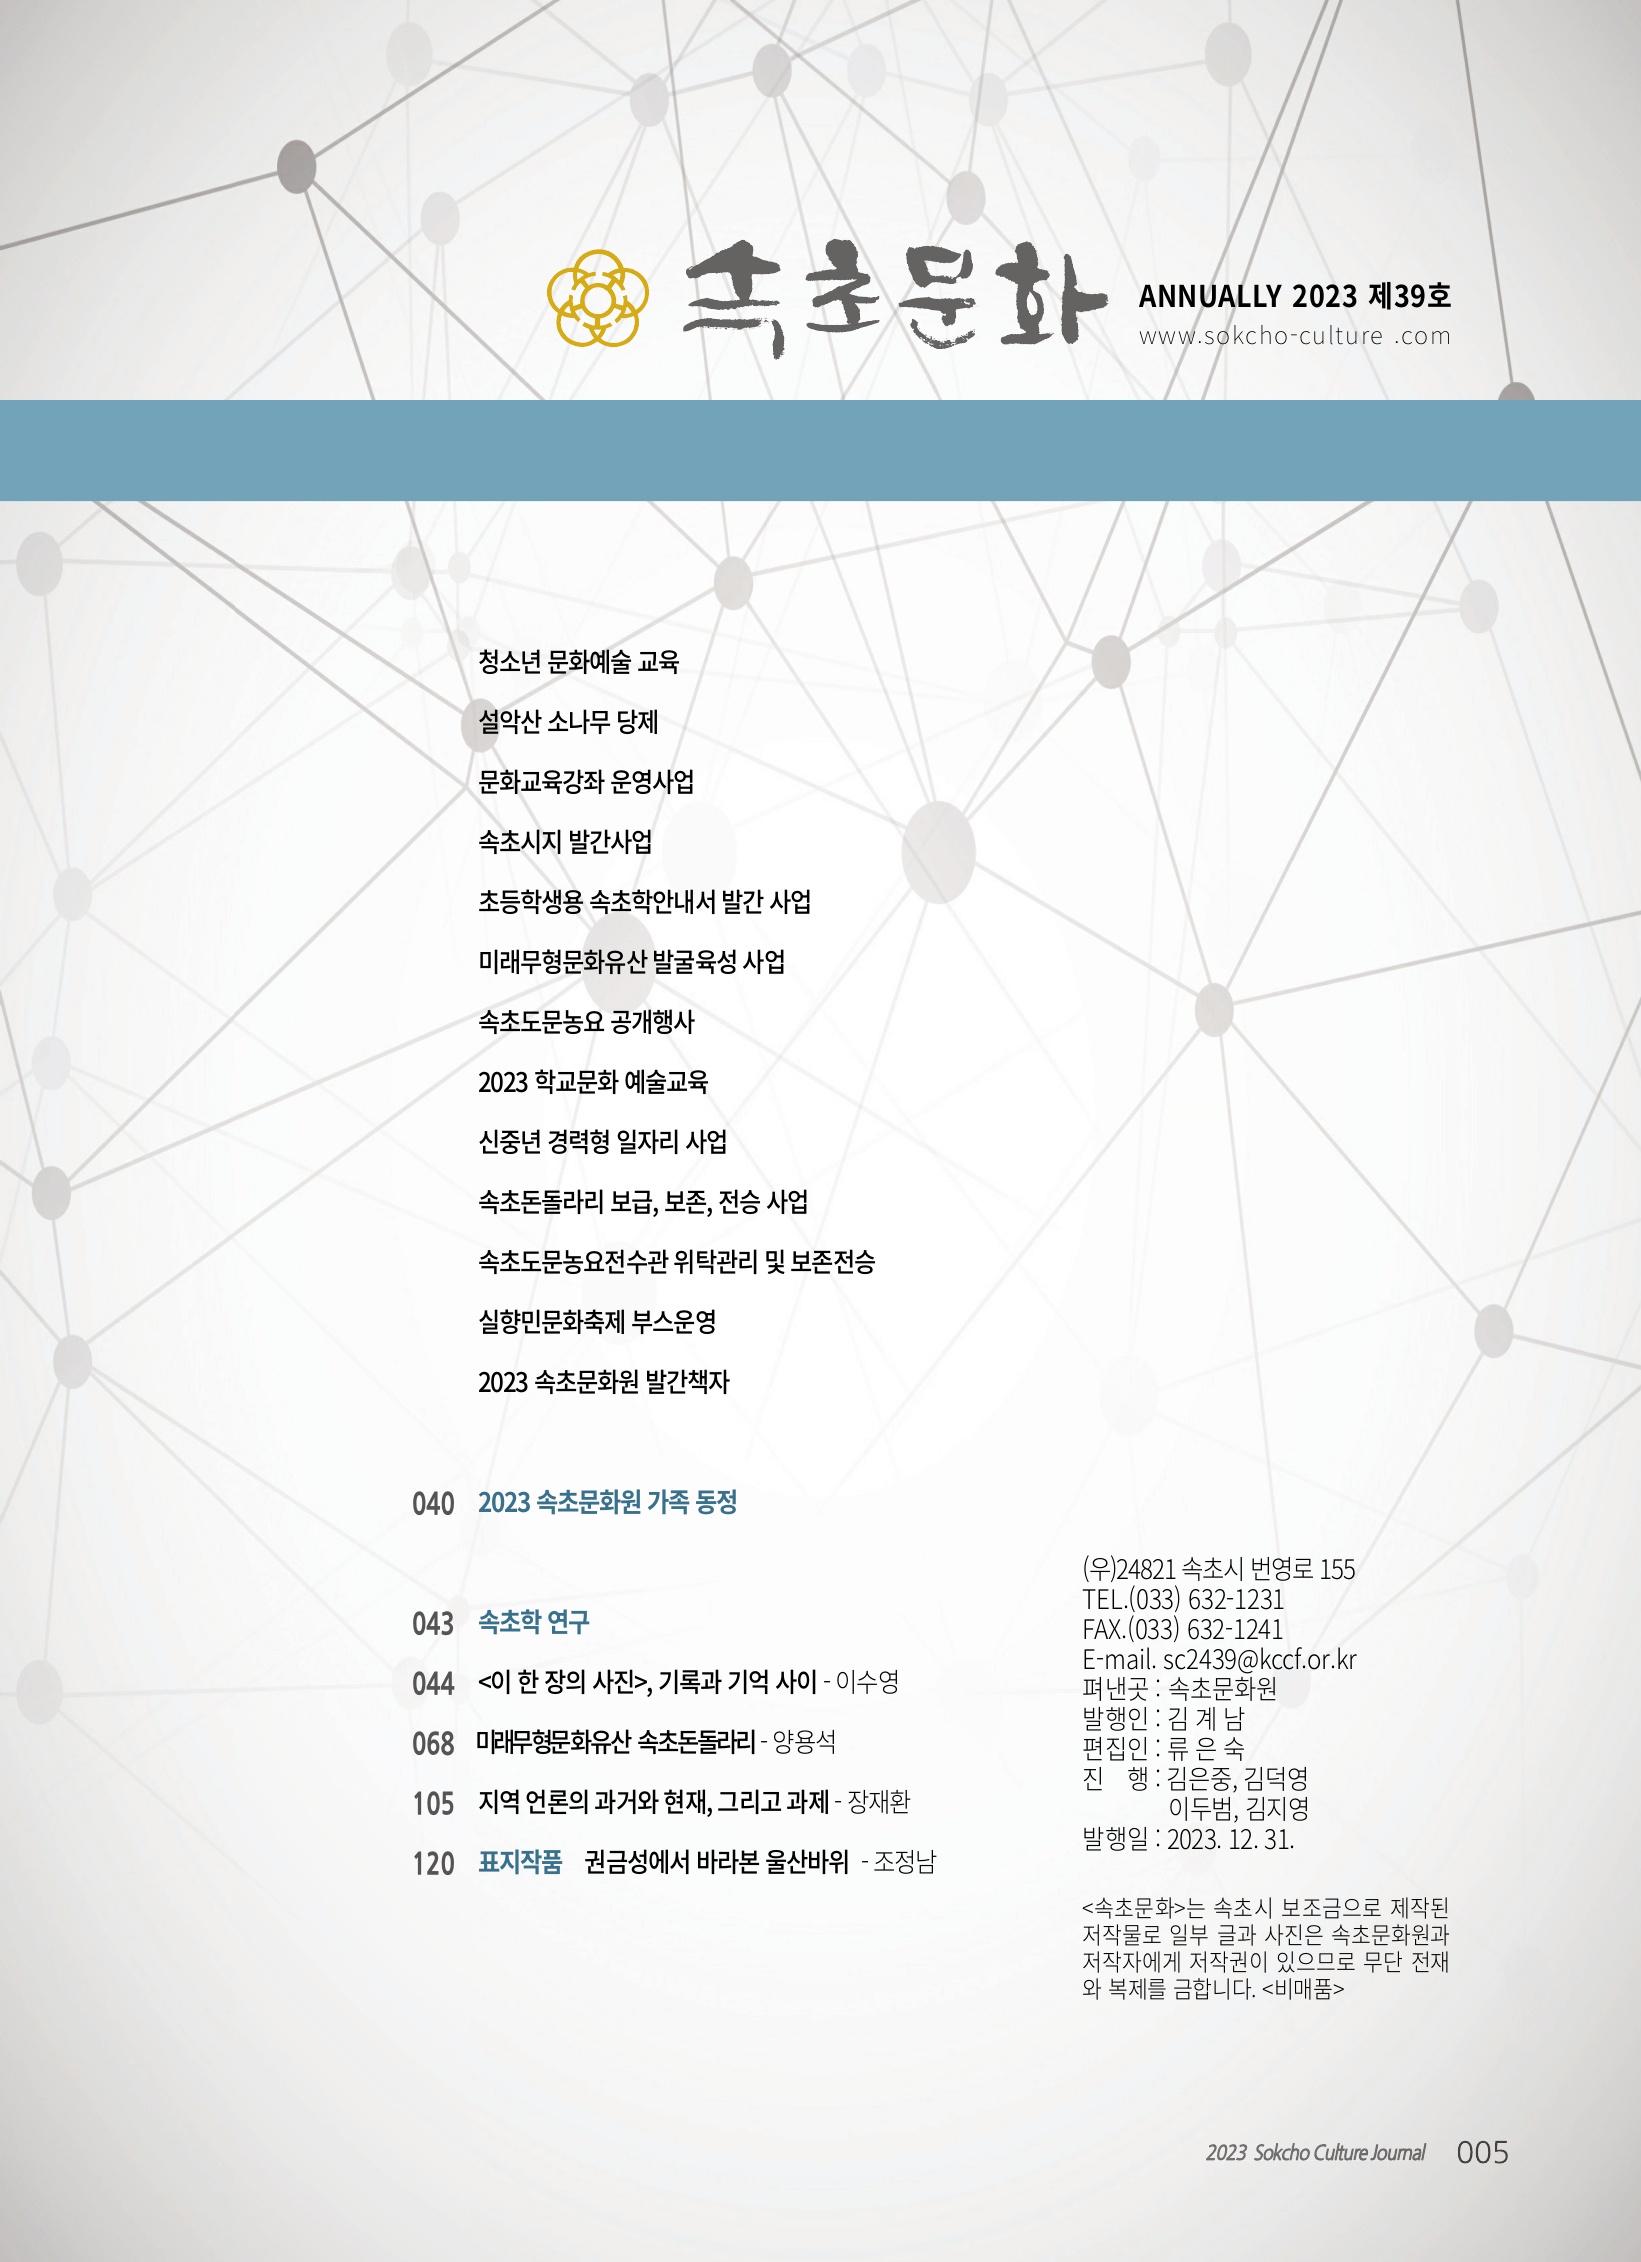 속초문화
ANNUALLY 2023 제39호
www.sokcho-culture .com
청소년 문화예술 교육
설악산 소나무 당제
문화교육강좌 운영사업
속초시지 발간사업
초등학생용 속초학안내서 발간 사업
미래무형문화유산 발굴육성 사업
속초도문농요 공개행사
2023 학교문화 예술교육
신중년 경력형 일자리 사업
속초돈돌라리 보급, 보존, 전승 사업
속초도문농요전수관 위탁관리 및 보존전승
실향민문화축제 부스운영
2023 속초문화원 발간책자
040 2023 속초문화원 가족 동정
043 속초학 연구
044 <이 한 장의 사진>, 기록과 기억 사이 - 이수영
068 미래무형문화유산 속초돈돌라리 - 양용석
105 지역 언론의 과거와 현재, 그리고 과제 - 장재환
120 표지작품 권금성에서 바라본 울산바위 - 조정남
(우)24821 속초시 번영로 155
TEL.(033) 632-1231
FAX.(033) 632-1241
E-mail. sc2439@kccf.or.kr
펴낸곳 : 속초문화원
발행인 : 김 계 남
편집인 : 류 은 숙
진 행 : 김은중, 김덕영
이두범, 김지영
발행일 : 2023. 12. 31.
<속초문화>는 속초시 보조금으로 제작된
저작물로 일부 글과 사진은 속초문화원과
저작자에게 저작권이 있으므로 무단 전재
와 복제를 금합니다. <비매품>
2023 Sokcho Culture Journal 005